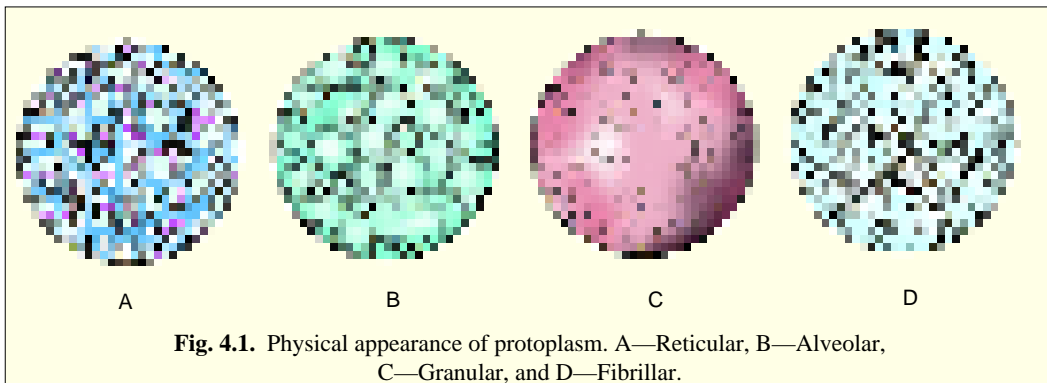 A B C D
Fig. 4.1. Physical appearance of protoplasm. A—Reticular, B—Alveolar,
C—Granular, and D—Fibrillar.